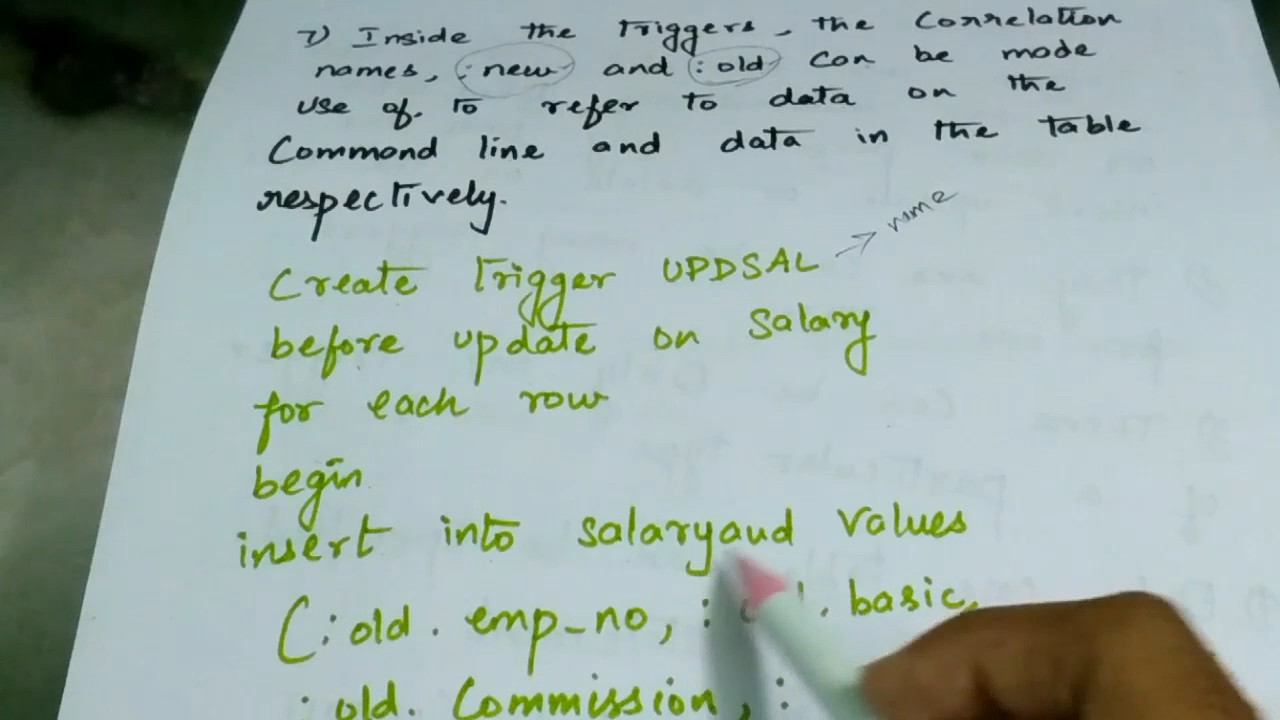 7) Inside the Triggers, the Correlation
names, :new and :old can be made
use of. to refer to data on the
Command line and data in the table
respectively.
→ name
Create Trigger UPDSAL
before update on Salary
for each row
begin
insert into salaryaud values
(:old . emp_no, : . basic,
:old. Commission, :